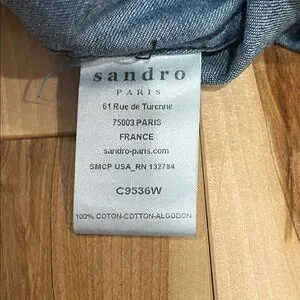 sandro
PARIS
61 Rue de Turenne
75003 PARIS
FRANCE
sandro-paris.com
SMCP USA_RN 132784
C9536W
100% COTON-COTTON-ALGODON